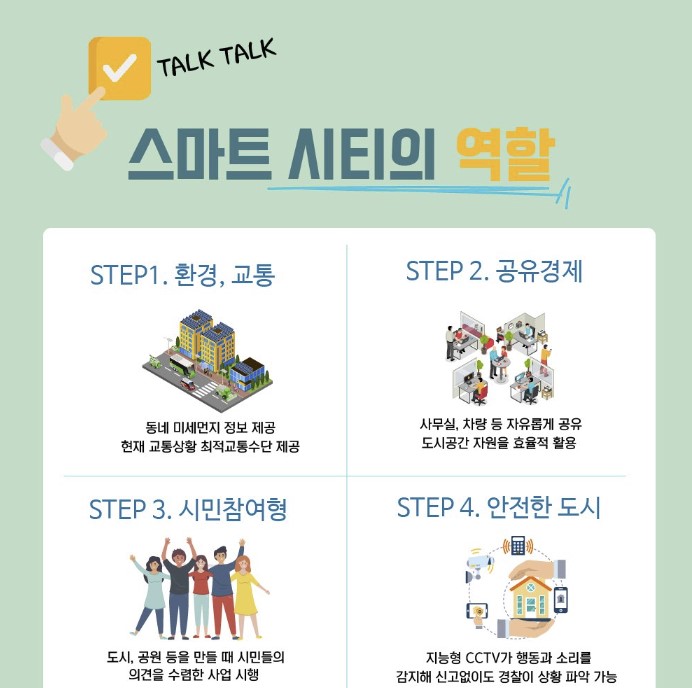 TALK TALK
스마트 시티의 역할
STEP1. 환경, 교통
동네 미세먼지 정보 제공
현재 교통상황 최적교통수단 제공
STEP 2. 공유경제
사무실, 차량 등 자유롭게 공유
도시공간 자원을 효율적 활용
STEP 3. 시민참여형
도시, 공원 등을 만들 때 시민들의
의견을 수렴한 사업 시행
STEP 4. 안전한 도시
지능형 CCTV가 행동과 소리를
감지해 신고없이도 경찰이 상황 파악 가능